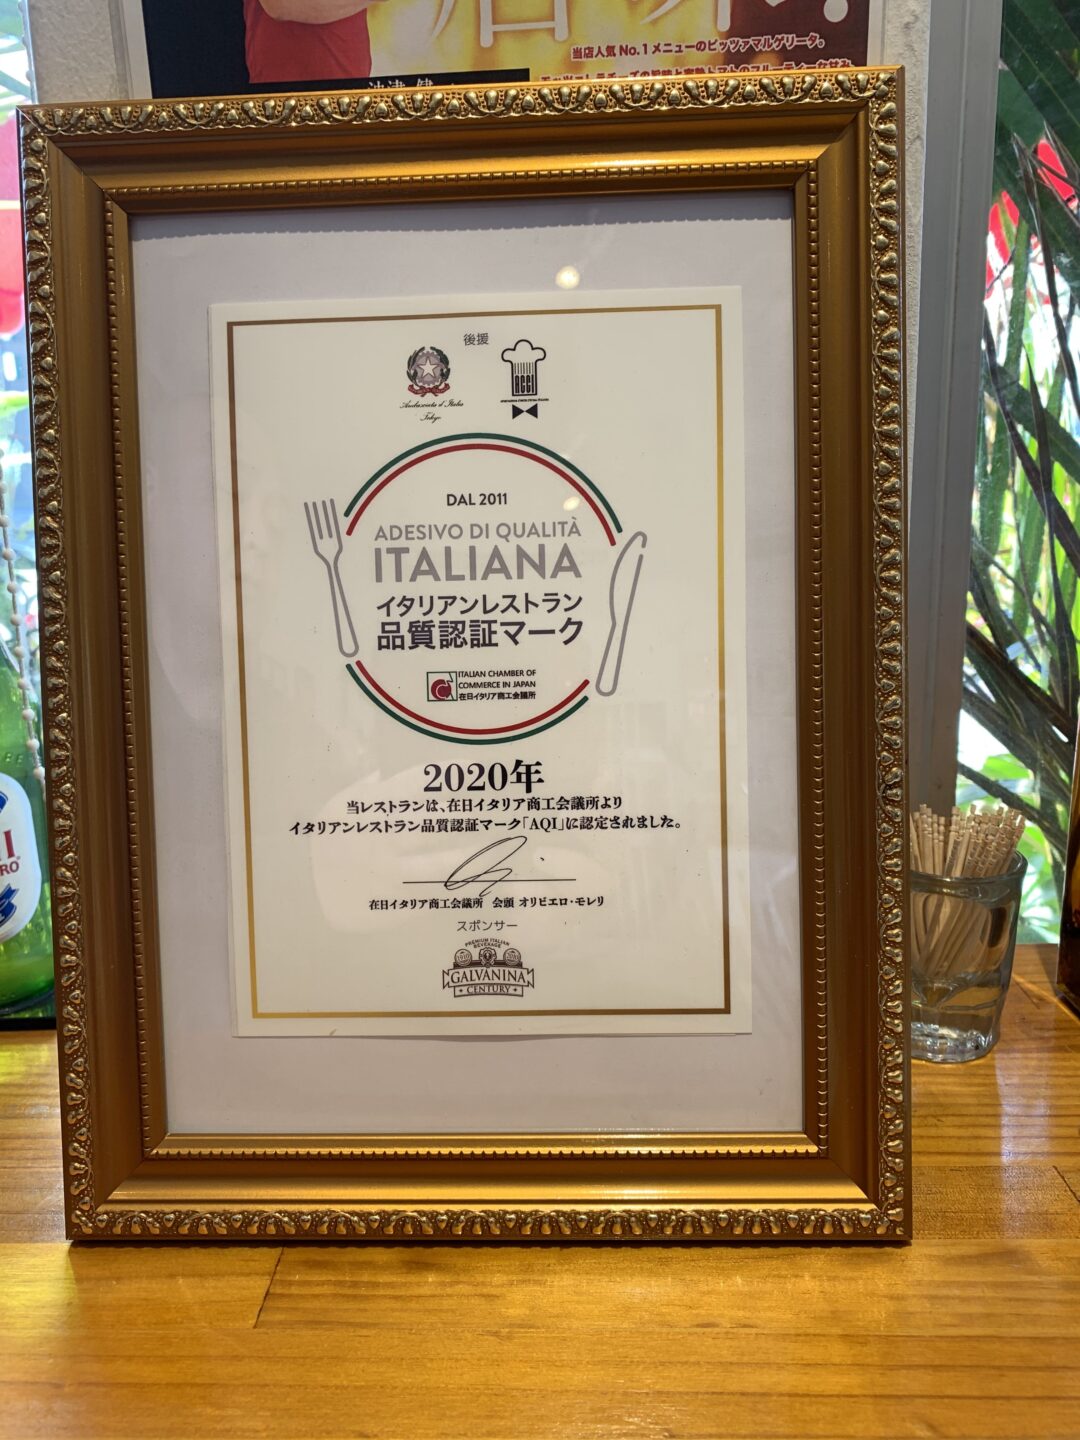 当店人気No.1メニューのピッツァマルゲリータ。
後援
Ambasciata d'Italia
Tokyo
ACCI
DAL 2011
ADESIVO DI QUALITÀ
ITALIANA
イタリアンレストラン
品質認証マーク
ITALIAN CHAMBER OF
COMMERCE IN JAPAN
在日イタリア商工会議所
2020年
当レストランは、在日イタリア商工会議所より
イタリアンレストラン品質認証マーク「AQI」に認定されました。
在日イタリア商工会議所 会頭 オリビエロ・モレリ
スポンサー
PREMIUM ITALIAN
BEVERAGE
GALVANINA
CENTURY